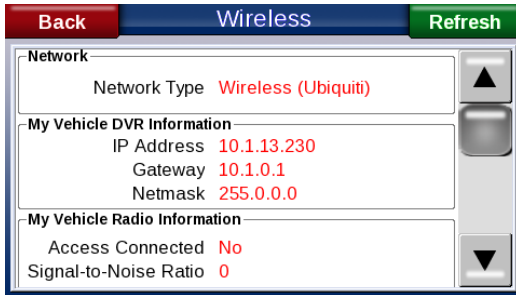 Back Wireless Refresh
Network
Network Type Wireless (Ubiquiti)
My Vehicle DVR Information
IP Address 10.1.13.230
Gateway 10.1.0.1
Netmask 255.0.0.0
My Vehicle Radio Information
Access Connected No
Signal-to-Noise Ratio 0